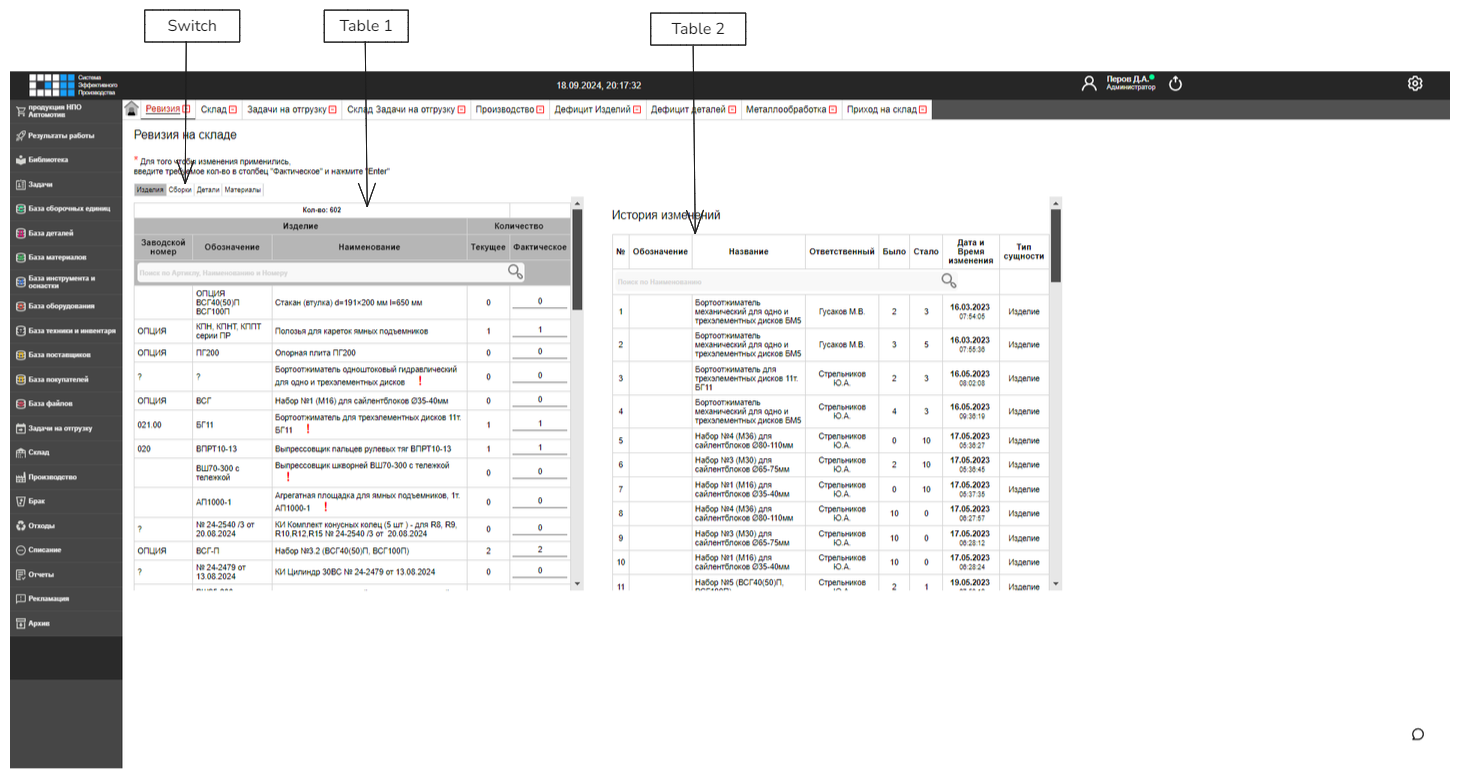 Switch
Table 1
Table 2
Система
Эффективного
Производства
18.09.2024, 20:17:32
Перов Д.А.
Администратор
Ревизия Склад Задачи на отгрузку Склад Задачи на отгрузку Производство Дефицит Изделий Дефицит деталей Металлообработка Приход на склад
продукция НПО
Автомотив
Результаты работы
Библиотека
Задачи
База сборочных единиц
База деталей
База материалов
База инструмента и
оснастки
База оборудования
База техники и инвентаря
База поставщиков
База покупателей
База файлов
Задачи на отгрузку
Склад
Производство
Брак
Отходы
Списание
Отчеты
Рекламация
Архив
Ревизия на складе
* Для того чтобы изменения применились,
введите требуемое кол-во в столбец "Фактическое" и нажмите "Enter"
Изделия Сборки Детали Материалы
Кол-во: 602
Изделие Количество
Заводской номер Обозначение Наименование Текущее Фактическое
Поиск по Артикулу, Наименованию и Номеру
ОПЦИЯ ВСГ40(50)П ВСГ100П Стакан (втулка) d=191×200 мм l=650 мм 0 0
ОПЦИЯ КПН, КПНТ, КППТ серии ПР Полозья для кареток ямных подъемников 1 1
ОПЦИЯ ПГ200 Опорная плита ПГ200 0 0
? ? Бортоотжиматель одноштоковый гидравлический для одно и трехэлементных дисков ! 0 0
ОПЦИЯ ВСГ Набор №1 (М16) для сайлентблоков Ø35-40мм 0 0
021.00 БГ11 Бортоотжиматель для трехэлементных дисков 11т. БГ11 ! 1 1
020 ВПРТ10-13 Выпрессовщик пальцев рулевых тяг ВПРТ10-13 1 1
ВШ70-300 с тележкой Выпрессовщик шкворней ВШ70-300 с тележкой ! 0 0
АП1000-1 Агрегатная площадка для ямных подъемников, 1т. АП1000-1 ! 0 0
? № 24-2540 /3 от 20.08.2024 КИ Комплект конусных колец (5 шт ) - для R8, R9, R10,R12,R15 № 24-2540 /3 от 20.08.2024 0 0
ОПЦИЯ ВСГ-П Набор №3.2 (ВСГ40(50)П, ВСГ100П) 2 2
? № 24-2479 от 13.08.2024 КИ Цилиндр 30ВС № 24-2479 от 13.08.2024 0 0
История изменений
№ Обозначение Название Ответственный Было Стало Дата и Время изменения Тип сущности
Поиск по Наименованию
1 Бортоотжиматель механический для одно и трехэлементных дисков БМ5 Гусаков М.В. 2 3 16.03.2023 07:54:05 Изделие
2 Бортоотжиматель механический для одно и трехэлементных дисков БМ5 Гусаков М.В. 3 5 16.03.2023 07:55:36 Изделие
3 Бортоотжиматель для трехэлементных дисков 11т. БГ11 Стрельников Ю.А. 2 3 16.05.2023 08:02:08 Изделие
4 Бортоотжиматель механический для одно и трехэлементных дисков БМ5 Стрельников Ю.А. 4 3 16.05.2023 09:36:19 Изделие
5 Набор №4 (М36) для сайлентблоков Ø80-110мм Стрельников Ю.А. 0 10 17.05.2023 06:36:27 Изделие
6 Набор №3 (М30) для сайлентблоков Ø65-75мм Стрельников Ю.А. 2 10 17.05.2023 06:36:45 Изделие
7 Набор №1 (М16) для сайлентблоков Ø35-40мм Стрельников Ю.А. 0 10 17.05.2023 06:37:35 Изделие
8 Набор №4 (М36) для сайлентблоков Ø80-110мм Стрельников Ю.А. 10 0 17.05.2023 08:27:57 Изделие
9 Набор №3 (М30) для сайлентблоков Ø65-75мм Стрельников Ю.А. 10 0 17.05.2023 08:28:12 Изделие
10 Набор №1 (М16) для сайлентблоков Ø35-40мм Стрельников Ю.А. 10 0 17.05.2023 08:28:24 Изделие
11 Набор №5 (ВСГ40(50)П, Стрельников 2 1 19.05.2023 Изделие